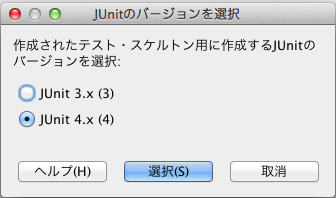 JUnitのバージョンを選択
作成されたテスト・スケルトン用に作成するJUnitの
バージョンを選択:
JUnit 3.x (3)
JUnit 4.x (4)
ヘルプ(H)
選択(S)
取消